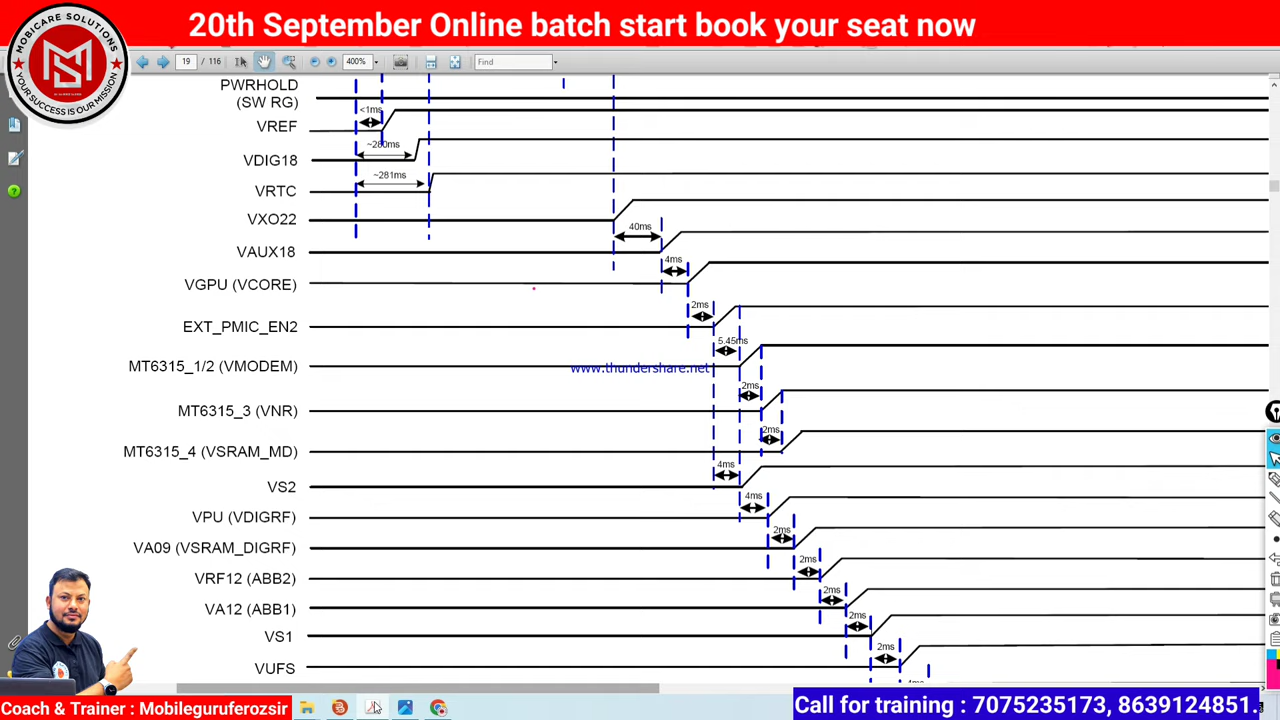 20th September Online batch start book your seat now
MOBICARE SOLUTIONS
MS
YOUR SUCCESS IS OUR MISSION
19 / 116
400%
Find
PWRHOLD
(SW RG)
<1ms
VREF
~280ms
VDIG18
~281ms
VRTC
VXO22
40ms
VAUX18
4ms
VGPU (VCORE)
2ms
EXT_PMIC_EN2
5.45ms
MT6315_1/2 (VMODEM)
www.thundershare.net
2ms
MT6315_3 (VNR)
2ms
MT6315_4 (VSRAM_MD)
4ms
VS2
4ms
VPU (VDIGRF)
2ms
VA09 (VSRAM_DIGRF)
2ms
VRF12 (ABB2)
2ms
VA12 (ABB1)
2ms
VS1
2ms
VUFS
4ms
Coach & Trainer : Mobileguruferozsir
Call for training : 7075235173, 8639124851.